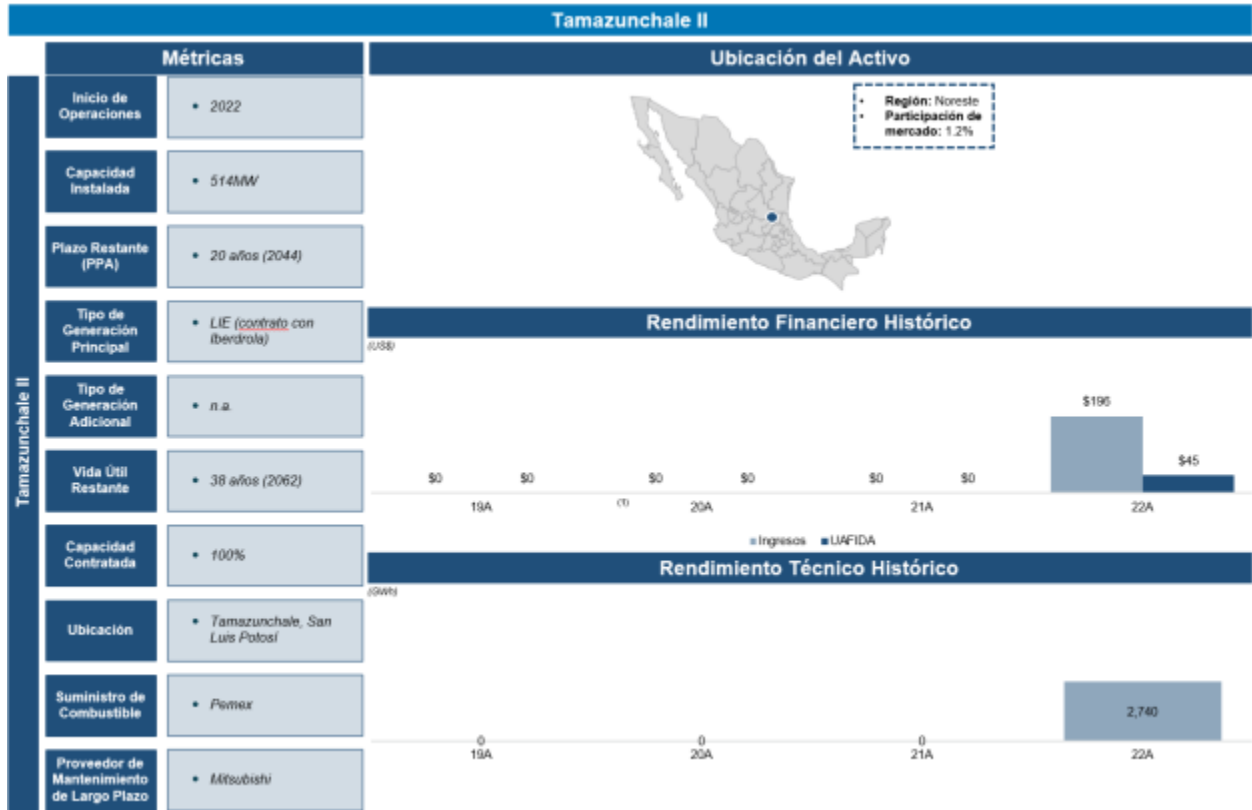 Tamazunchale II
Métricas
Ubicación del Activo
Tamazunchale II
Inicio de
Operaciones
• 2022
Capacidad
Instalada
• 514MW
Plazo Restante
(PPA)
• 20 años (2044)
Tipo de
Generación
Principal
• LIE (contrato con
Iberdrola)
Tipo de
Generación
Adicional
• n.a.
Vida Útil
Restante
• 38 años (2062)
Capacidad
Contratada
• 100%
Ubicación
• Tamazunchale, San
Luis Potosí
Suministro de
Combustible
• Pemex
Proveedor de
Mantenimiento
de Largo Plazo
• Mitsubishi
• Región: Noreste
• Participación de
mercado: 1.2%
Rendimiento Financiero Histórico
(US$)
$0 $0 $0 $0 $0 $0 $196 $45
19A (1) 20A 21A 22A
Ingresos UAFIDA
Rendimiento Técnico Histórico
(GWh)
0 0 0 2,740
19A 20A 21A 22A